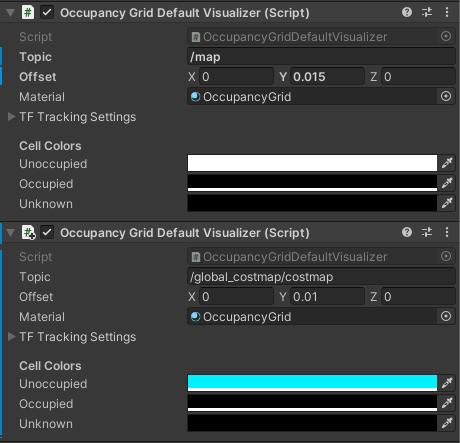 Occupancy Grid Default Visualizer (Script)
Script OccupancyGridDefaultVisualizer
Topic /map
Offset X 0 Y 0.015 Z 0
Material OccupancyGrid
TF Tracking Settings
Cell Colors
Unoccupied
Occupied
Unknown
Occupancy Grid Default Visualizer (Script)
Script OccupancyGridDefaultVisualizer
Topic /global_costmap/costmap
Offset X 0 Y 0.01 Z 0
Material OccupancyGrid
TF Tracking Settings
Cell Colors
Unoccupied
Occupied
Unknown